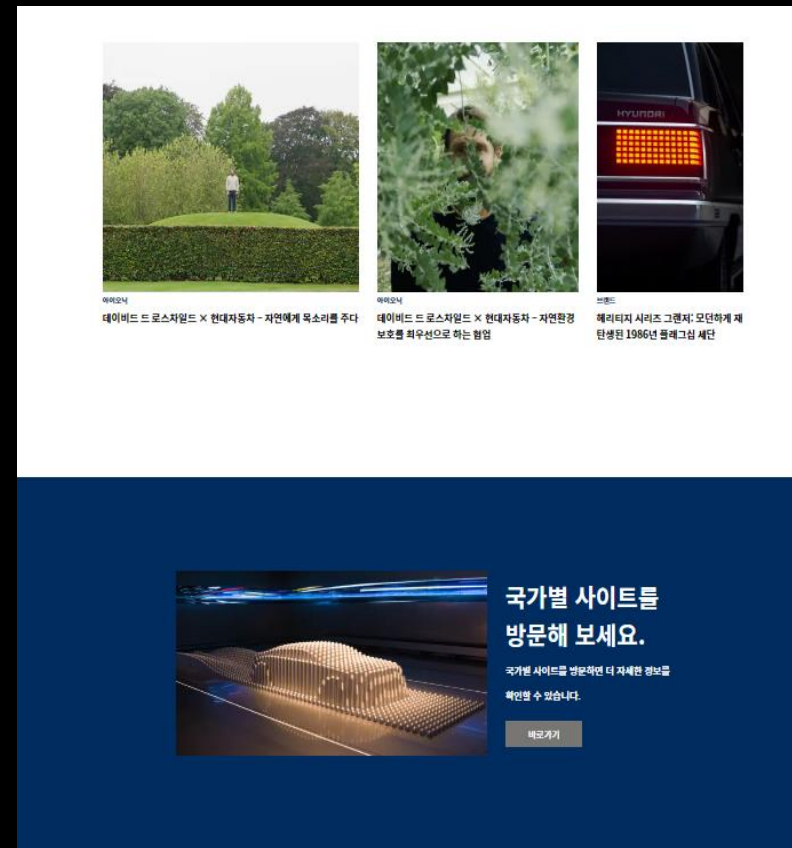 HYUNDAI
아이오닉
데이비드 드 로스차일드 × 현대자동차 – 자연에게 목소리를 주다
아이오닉
데이비드 드 로스차일드 × 현대자동차 – 자연환경
보호를 최우선으로 하는 협업
브랜드
헤리티지 시리즈 그랜저: 모던하게 재
탄생된 1986년 플래그십 세단
국가별 사이트를
방문해 보세요.
국가별 사이트를 방문하면 더 자세한 정보를
확인할 수 있습니다.
바로가기